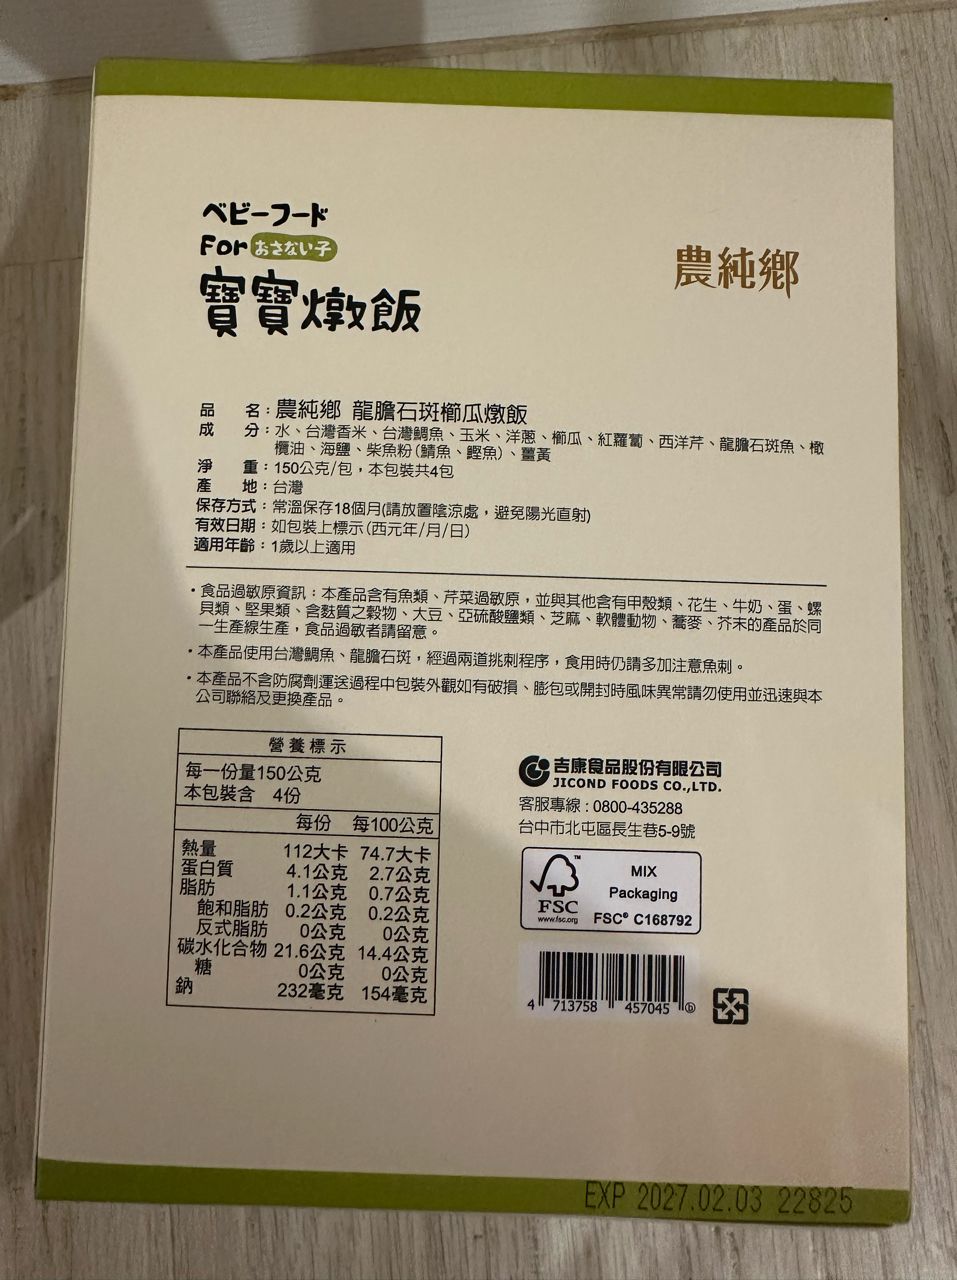 ベビーフード
For おさない子
寶寶燉飯
農純鄉
品名：農純鄉 龍膽石斑櫛瓜燉飯
成分：水、台灣香米、台灣鯛魚、玉米、洋蔥、櫛瓜、紅蘿蔔、西洋芹、龍膽石斑魚、橄
欖油、海鹽、柴魚粉(鯖魚、鰹魚)、薑黃
淨重：150公克/包，本包裝共4包
產地：台灣
保存方式：常溫保存18個月(請放置陰涼處，避免陽光直射)
有效日期：如包裝上標示(西元年/月/日)
適用年齡：1歲以上適用
・食品過敏原資訊：本產品含有魚類、芹菜過敏原，並與其他含有甲殼類、花生、牛奶、蛋、螺
貝類、堅果類、含麩質之穀物、大豆、亞硫酸鹽類、芝麻、軟體動物、蕎麥、芥末的產品於同
一生產線生產，食品過敏者請留意。
・本產品使用台灣鯛魚、龍膽石斑，經過兩道挑刺程序，食用時仍請多加注意魚刺。
・本產品不含防腐劑運送過程中包裝外觀如有破損、膨包或開封時風味異常請勿使用並迅速與本
公司聯絡及更換產品。
營養標示
每一份量150公克
本包裝含 4份
每份 每100公克
熱量 112大卡 74.7大卡
蛋白質 4.1公克 2.7公克
脂肪 1.1公克 0.7公克
飽和脂肪 0.2公克 0.2公克
反式脂肪 0公克 0公克
碳水化合物 21.6公克 14.4公克
糖 0公克 0公克
鈉 232毫克 154毫克
吉康食品股份有限公司
JICOND FOODS CO.,LTD.
客服專線：0800-435288
台中市北屯區長生巷5-9號
FSC
www.fsc.org
MIX
Packaging
FSC® C168792
4 713758 457045 ⓑ
EXP 2027.02.03 22825